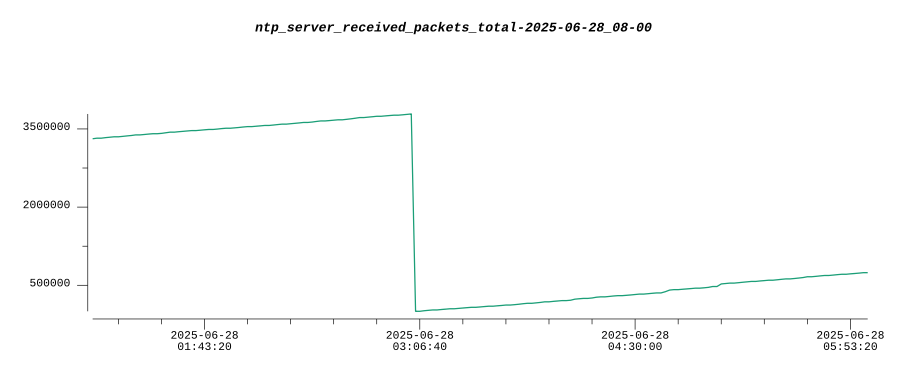 ntp_server_received_packets_total-2025-06-28_08-00
3500000
2000000
500000
2025-06-28 2025-06-28 2025-06-28 2025-06-28
01:43:20 03:06:40 04:30:00 05:53:20